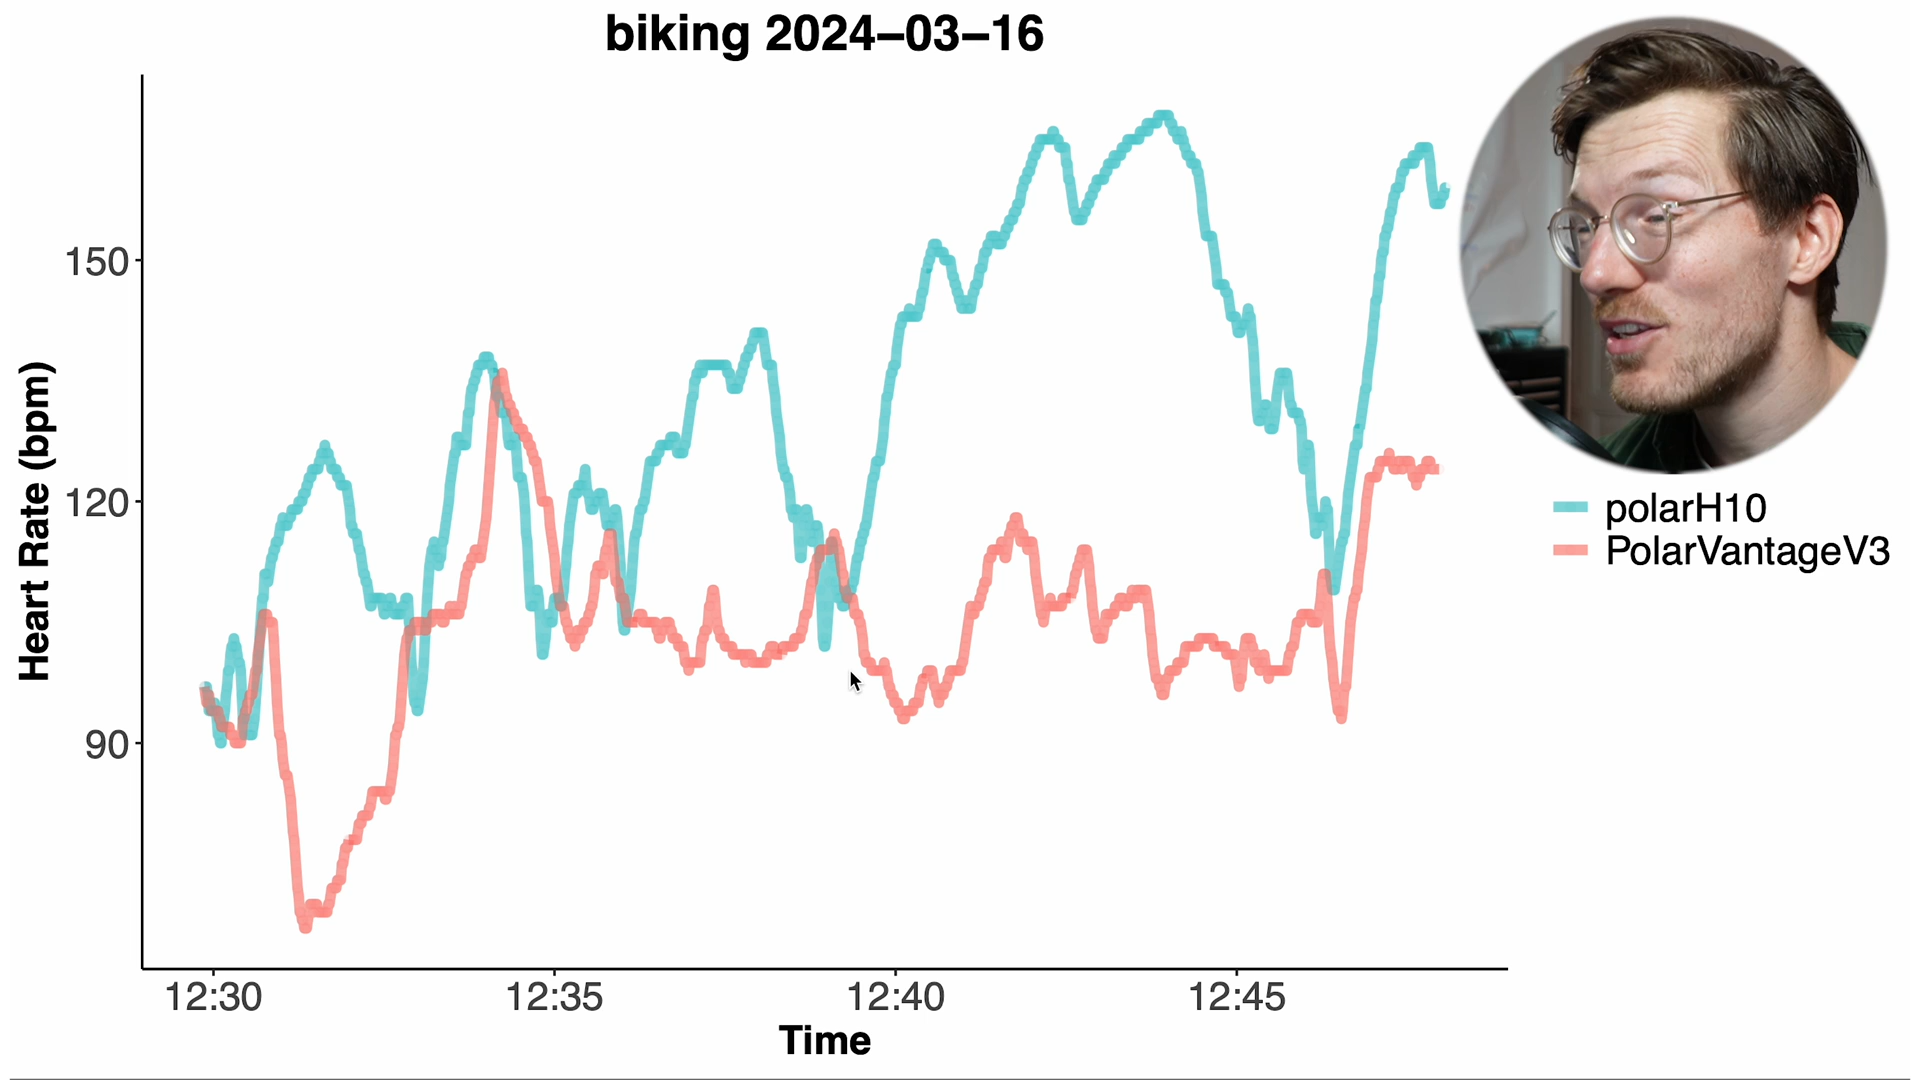 biking 2024–03–16
Heart Rate (bpm)
150
120
90
12:30
12:35
12:40
12:45
Time
polarH10
PolarVantageV3